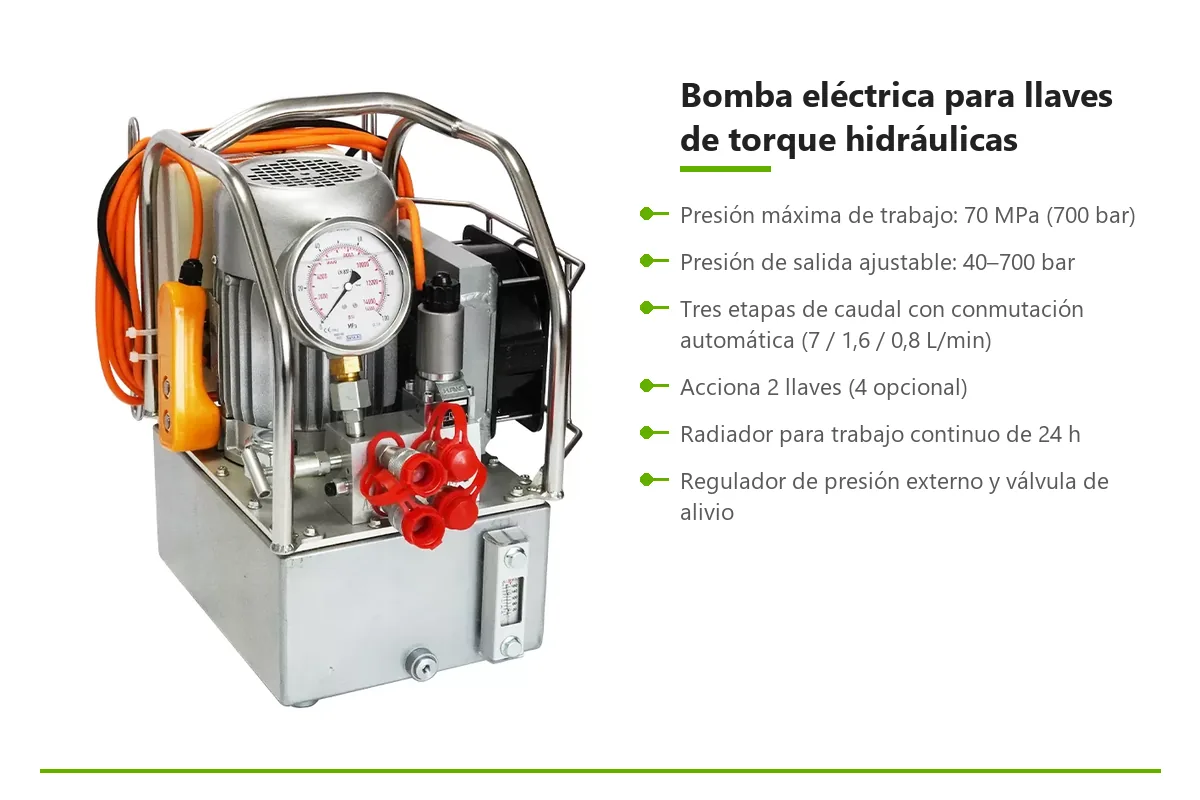 Bomba eléctrica para llaves
de torque hidráulicas
Presión máxima de trabajo: 70 MPa (700 bar)
Presión de salida ajustable: 40–700 bar
Tres etapas de caudal con conmutación
automática (7 / 1,6 / 0,8 L/min)
Acciona 2 llaves (4 opcional)
Radiador para trabajo continuo de 24 h
Regulador de presión externo y válvula de
alivio